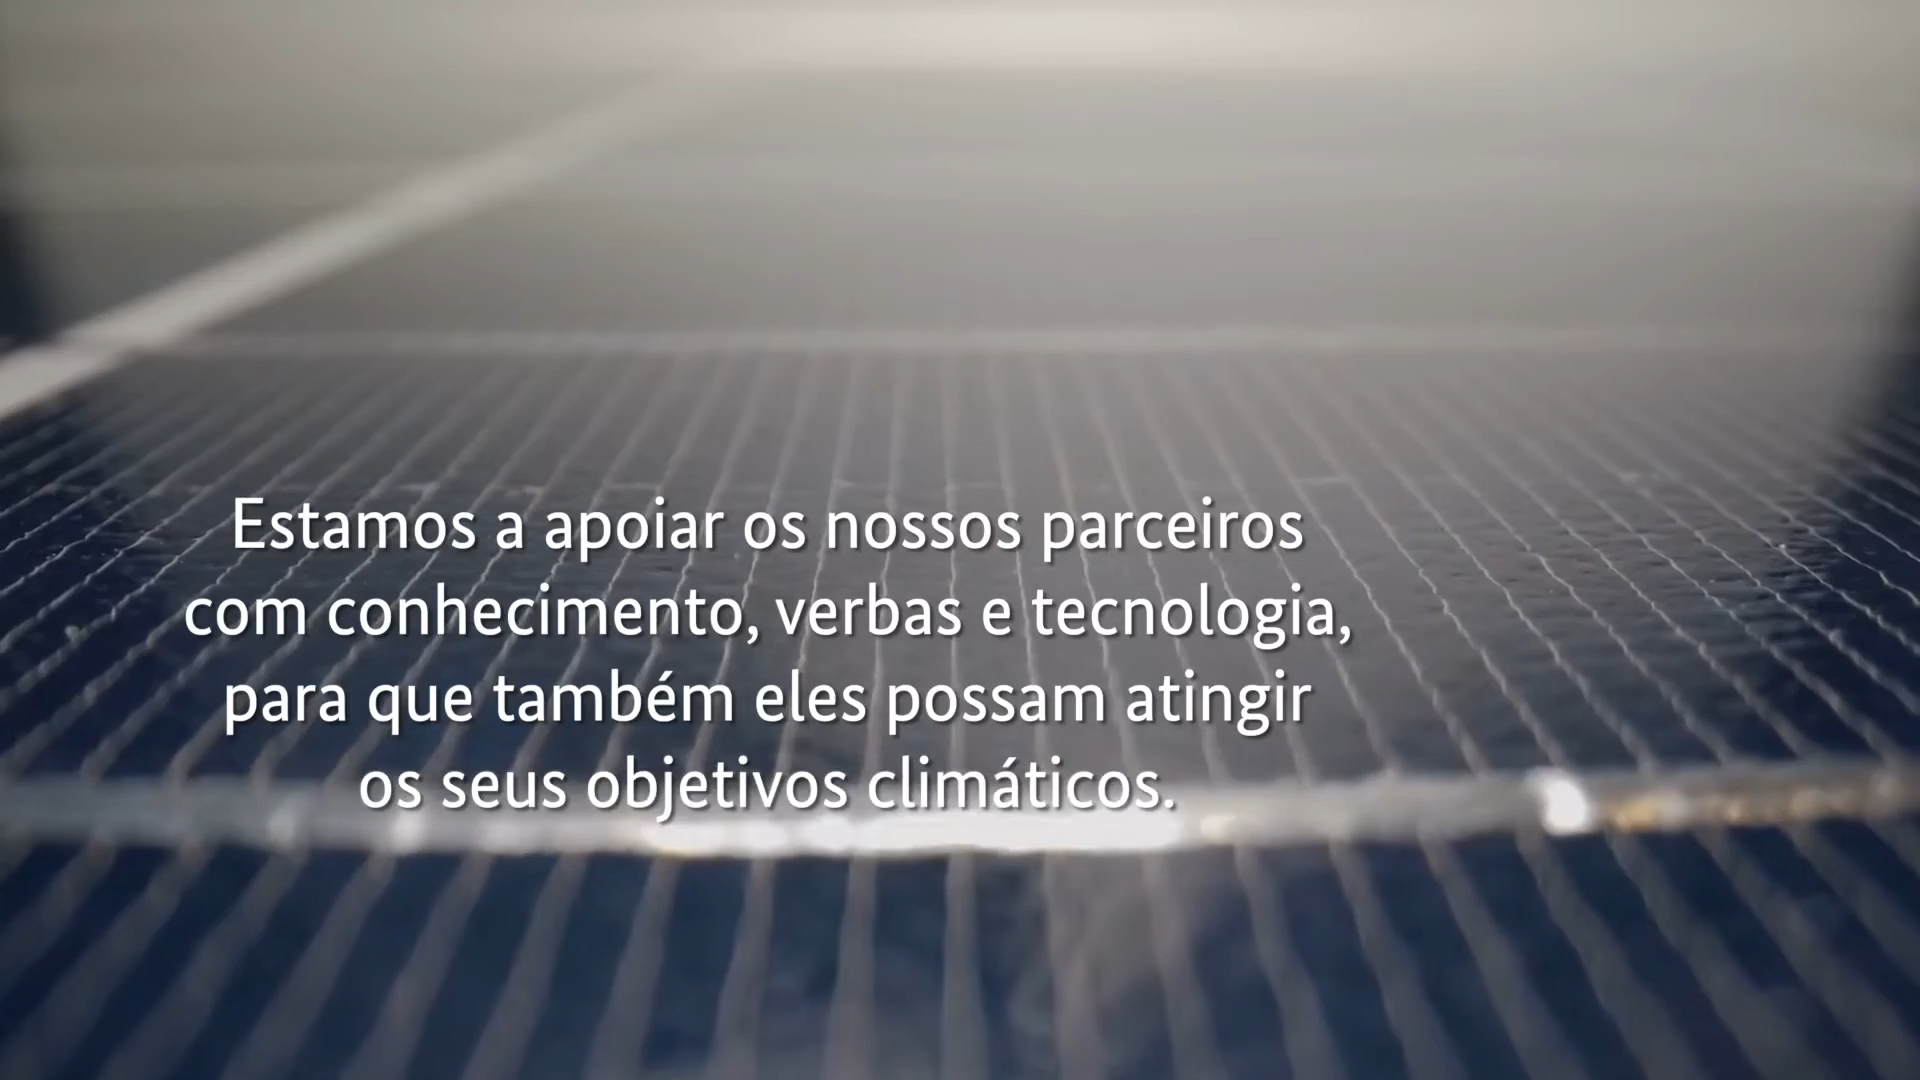 Estamos a apoiar os nossos parceiros
com conhecimento, verbas e tecnologia,
para que também eles possam atingir
os seus objetivos climáticos.